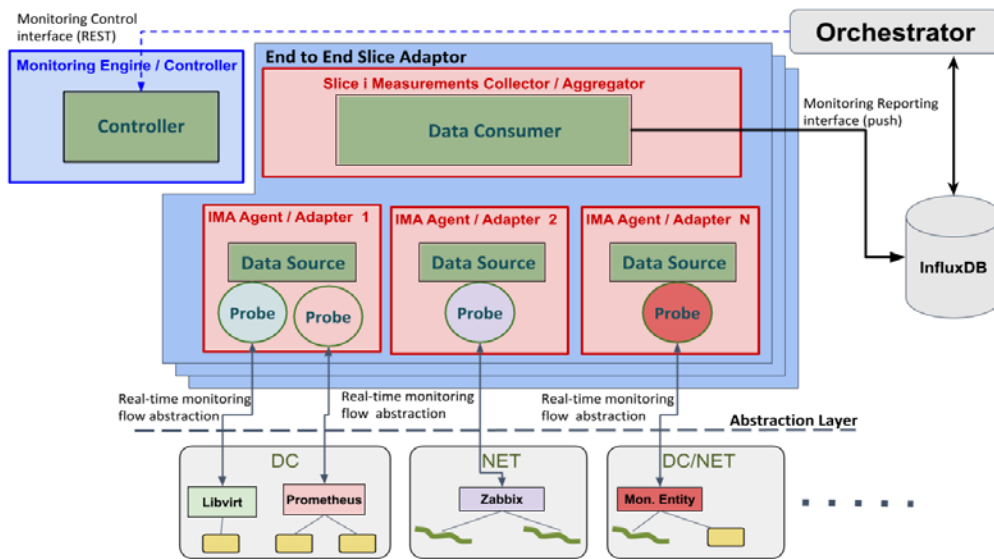 Monitoring Control
interface (REST)
Orchestrator
Monitoring Engine / Controller
Controller
End to End Slice Adaptor
Slice i Measurements Collector / Aggregator
Data Consumer
Monitoring Reporting
interface (push)
InfluxDB
IMA Agent / Adapter 1
Data Source
Probe
Probe
IMA Agent / Adapter 2
Data Source
Probe
IMA Agent / Adapter N
Data Source
Probe
Real-time monitoring
flow abstraction
Real-time monitoring
flow abstraction
Real-time monitoring
flow abstraction
Abstraction Layer
DC
Libvirt
Prometheus
NET
Zabbix
DC/NET
Mon. Entity